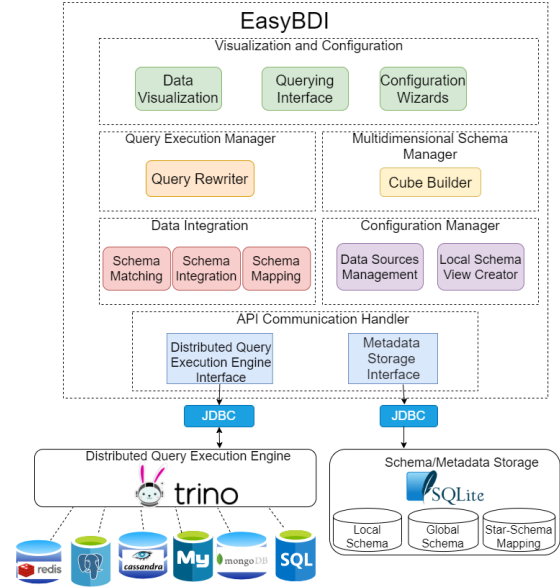 EasyBDI
Visualization and Configuration
Data
Visualization
Querying
Interface
Configuration
Wizards
Query Execution Manager
Query Rewriter
Multidimensional Schema
Manager
Cube Builder
Data Integration
Schema
Matching
Schema
Integration
Schema
Mapping
Configuration Manager
Data Sources
Management
Local Schema
View Creator
API Communication Handler
Distributed Query
Execution Engine
Interface
Metadata
Storage
Interface
JDBC
JDBC
Distributed Query Execution Engine
trino
Schema/Metadata Storage
SQLite
Local
Schema
Global
Schema
Star-Schema
Mapping
redis
cassandra
My
mongoDB
SQL